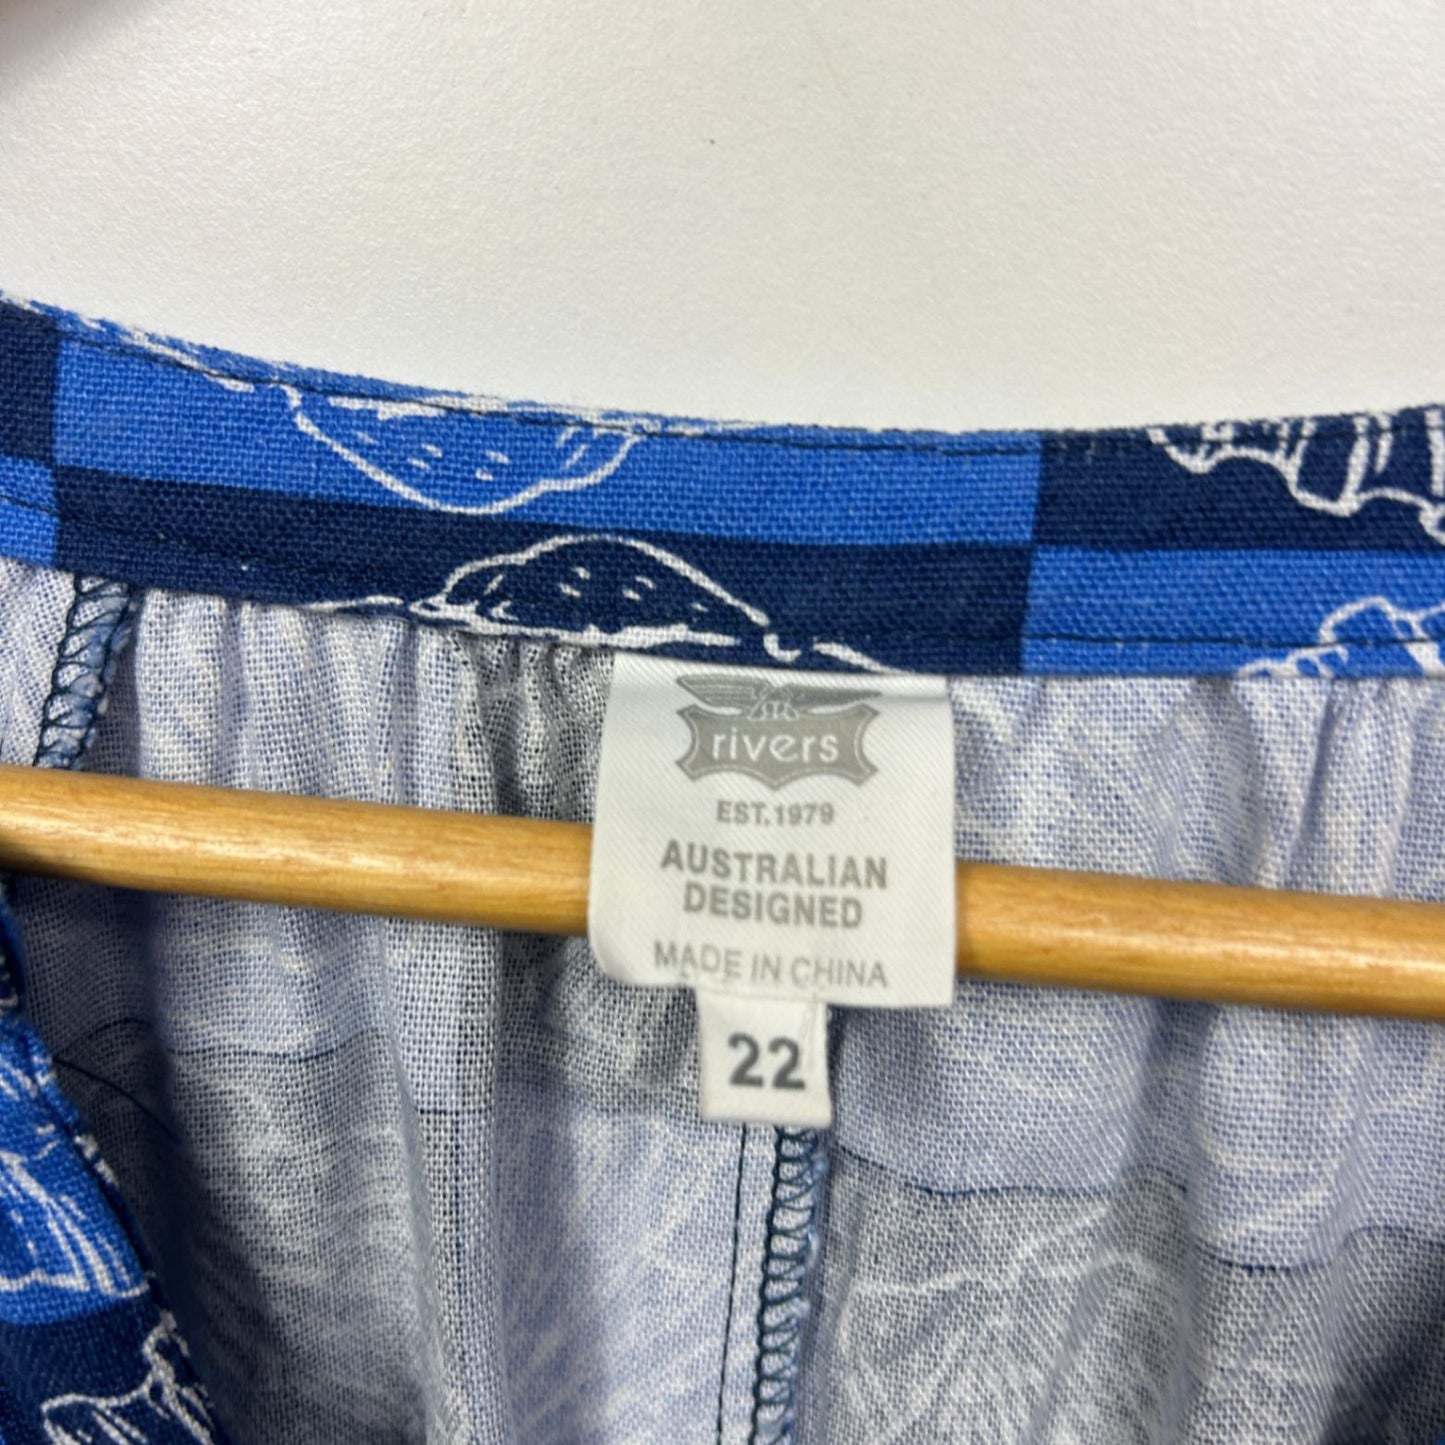 rivers
EST.1979
AUSTRALIAN
DESIGNED
MADE IN CHINA
22